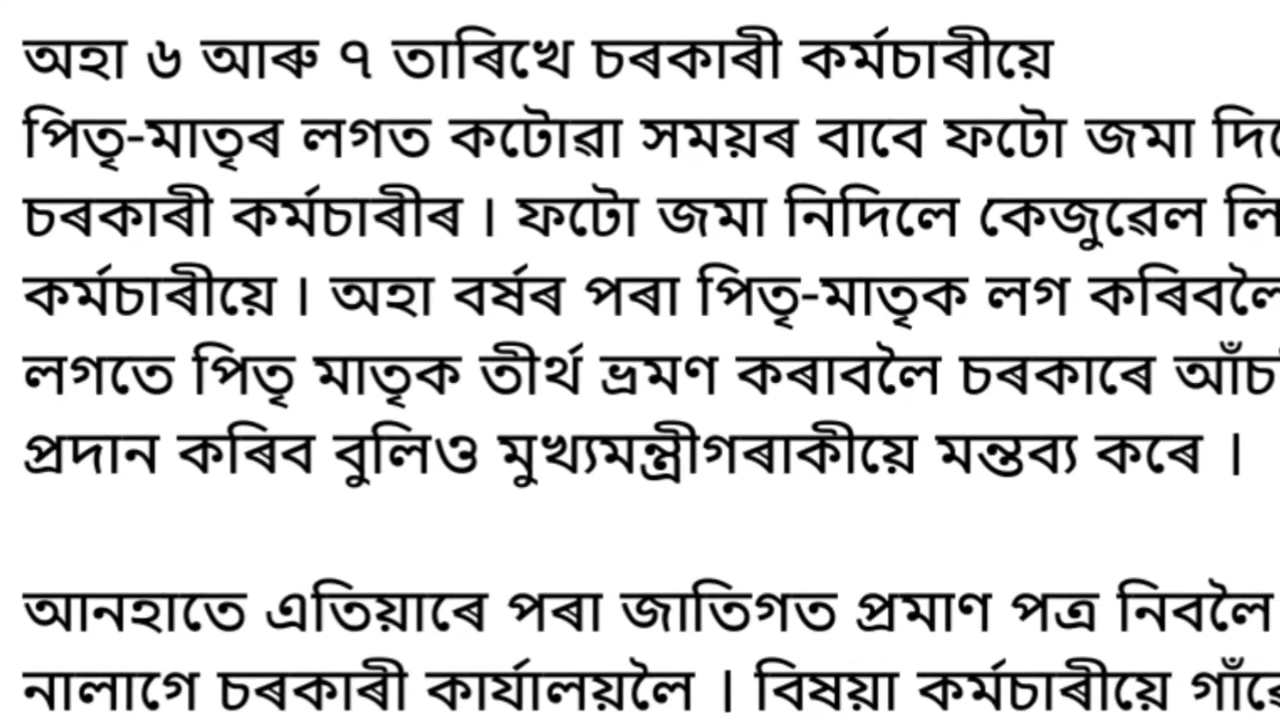 অহা ৬ আৰু ৭ তাৰিখে চৰকাৰী কৰ্মচাৰীয়ে
পিতৃ-মাতৃৰ লগত কটোৱা সময়ৰ বাবে ফটো জমা
চৰকাৰী কৰ্মচাৰীৰ । ফটো জমা নিদিলে কেজুৱেল
কৰ্মচাৰীয়ে । অহা বৰ্ষৰ পৰা পিতৃ-মাতৃক লগ কৰিবলৈ
লগতে পিতৃ মাতৃক তীৰ্থ ভ্ৰমণ কৰাবলৈ চৰকাৰে
প্ৰদান কৰিব বুলিও মুখ্যমন্ত্ৰীগৰাকীয়ে মন্তব্য কৰে ।
আনহাতে এতিয়াৰে পৰা জাতিগত প্ৰমাণ পত্ৰ নিবলৈ
নালাগে চৰকাৰী কাৰ্যালয়লৈ । বিষয়া কৰ্মচাৰীয়ে